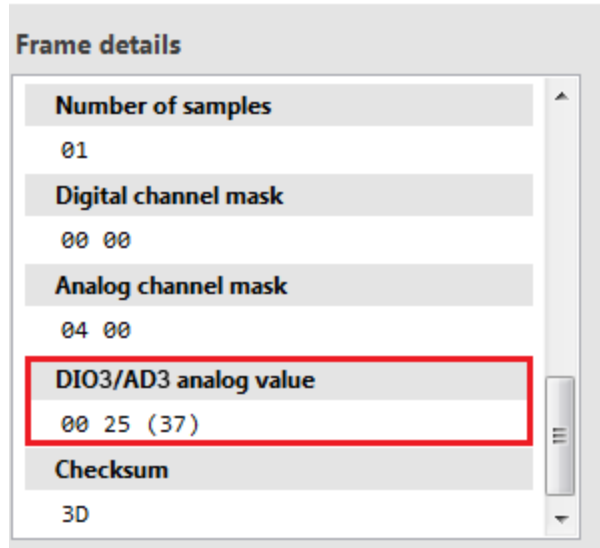 Frame details
Number of samples
01
Digital channel mask
00 00
Analog channel mask
04 00
DIO3/AD3 analog value
00 25 (37)
Checksum
3D